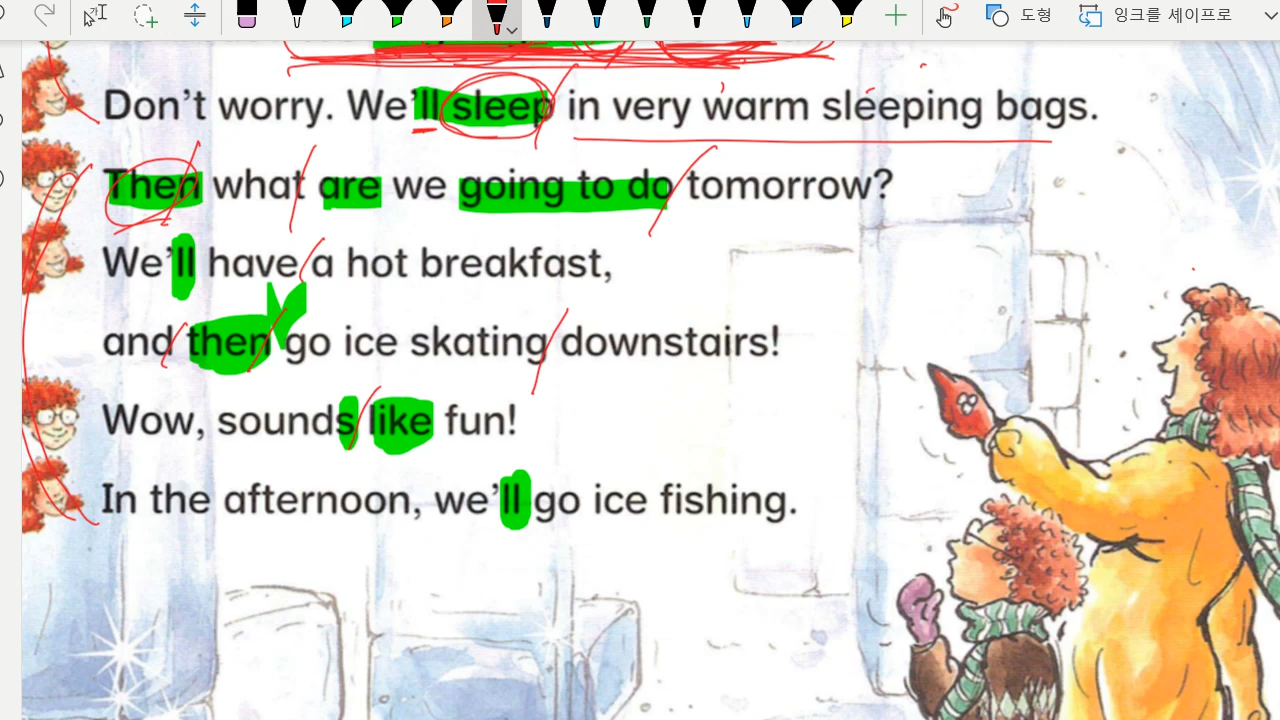 도형
잉크를 셰이프로
Don't worry. We'll sleep in very warm sleeping bags.
Then what are we going to do tomorrow?
We'll have a hot breakfast,
and then go ice skating downstairs!
Wow, sounds like fun!
In the afternoon, we'll go ice fishing.